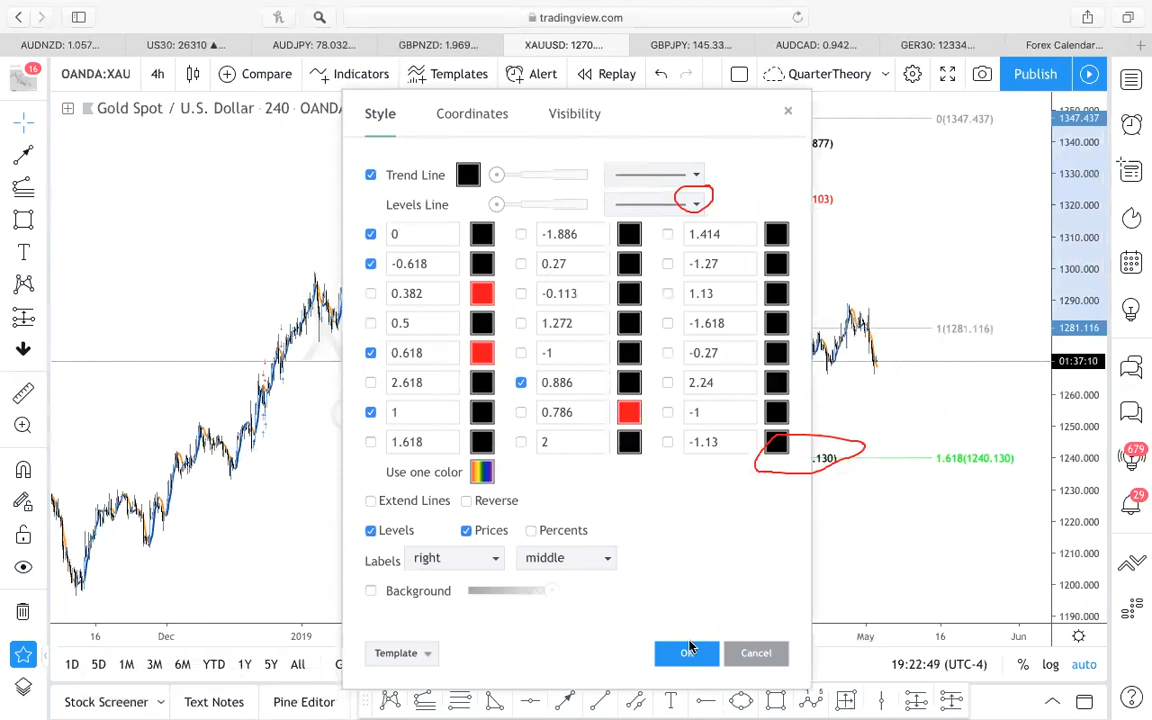 tradingview.com
AUDNZD: 1.057...
US30: 26310 ▲...
AUDJPY: 78.032...
GBPNZD: 1.969...
XAUUSD: 1270....
GBPJPY: 145.33...
AUDCAD: 0.942...
GER30: 12334...
Forex Calendar...
16
OANDA:XAU
4h
Compare
Indicators
Templates
Alert
Replay
QuarterTheory
Publish
Gold Spot / U.S. Dollar · 240 · OAND
Style
Coordinates
Visibility
Trend Line
Levels Line
0
-1.886
1.414
-0.618
0.27
-1.27
0.382
-0.113
1.13
0.5
1.272
-1.618
0.618
-1
-0.27
2.618
0.886
2.24
1
0.786
-1
1.618
2
-1.13
Use one color
Extend Lines
Reverse
Levels
Prices
Percents
Labels
right
middle
Background
Template
OK
Cancel
0(1347.437)
877)
103)
1(1281.116)
.130)
1.618(1240.130)
1347.437
1340.000
1330.000
1320.000
1310.000
1300.000
1290.000
1281.116
01:37:10
1260.000
1250.000
1240.000
1230.000
1220.000
1210.000
1200.000
1190.000
16
Dec
2019
May
16
Jun
1D
5D
1M
3M
6M
YTD
1Y
5Y
All
19:22:49 (UTC-4)
%
log
auto
Stock Screener
Text Notes
Pine Editor
679
29